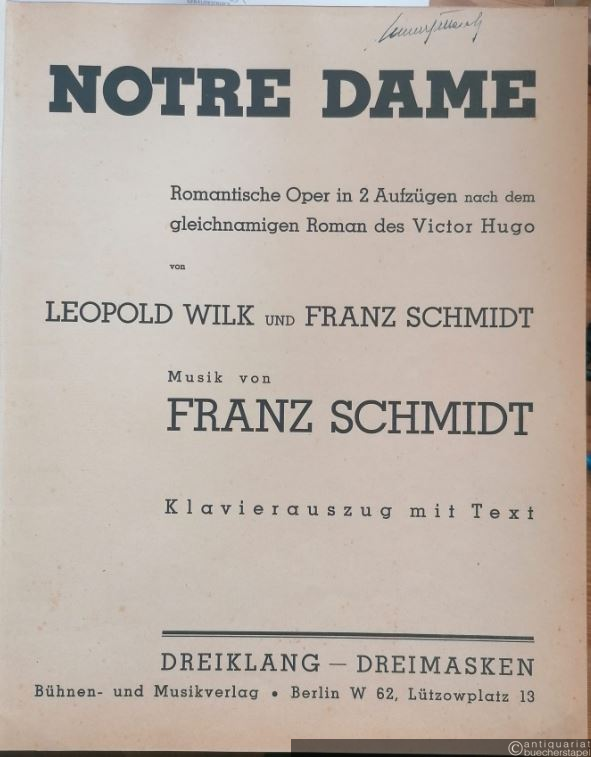 NOTRE DAME
Romantische Oper in 2 Aufzügen nach dem
gleichnamigen Roman des Victor Hugo
von
LEOPOLD WILK UND FRANZ SCHMIDT
Musik von
FRANZ SCHMIDT
Klavierauszug mit Text
DREIKLANG — DREIMASKEN
Bühnen- und Musikverlag • Berlin W 62, Lützowplatz 13
©antiquariat
buecherstapel